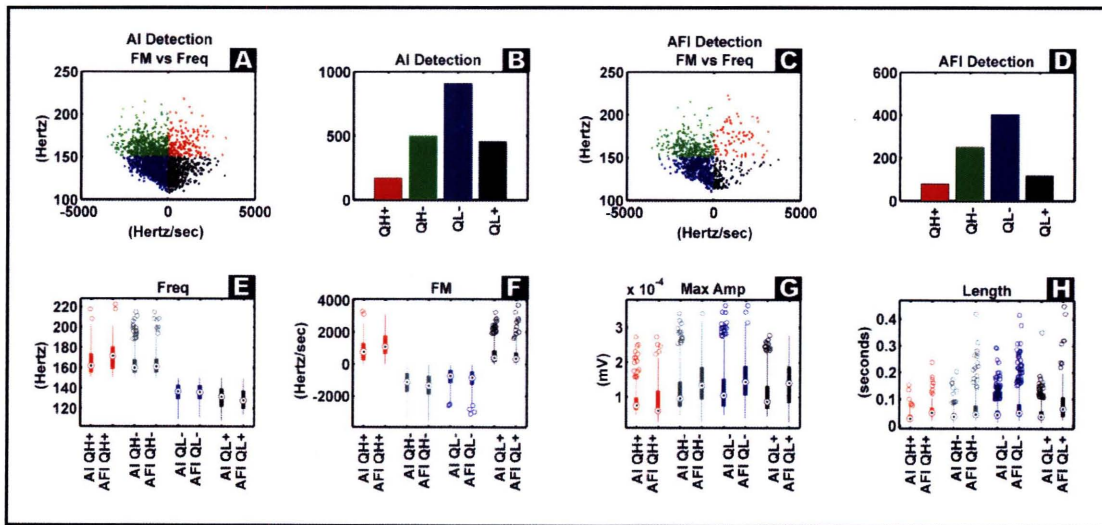 AI Detection
FM vs Freq
A
(Hertz)
250
200
150
100
-5000
0
5000
(Hertz/sec)
AI Detection
B
1000
500
0
QH+
QH-
QL-
QL+
AFI Detection
FM vs Freq
C
(Hertz)
250
200
150
100
-5000
0
5000
(Hertz/sec)
AFI Detection
D
600
400
200
0
QH+
QH-
QL-
QL+
Freq
E
(Hertz)
220
200
180
160
140
120
AI QH+
AFI QH+
AI QH-
AFI QH-
AI QL-
AFI QL-
AI QL+
AFI QL+
FM
F
(Hertz/sec)
4000
2000
0
-2000
AI QH+
AFI QH+
AI QH-
AFI QH-
AI QL-
AFI QL-
AI QL+
AFI QL+
x 10⁻⁴
Max Amp
G
(mV)
3
2
1
AI QH+
AFI QH+
AI QH-
AFI QH-
AI QL-
AFI QL-
AI QL+
AFI QL+
Length
H
(seconds)
0.4
0.3
0.2
0.1
0
AI QH+
AFI QH+
AI QH-
AFI QH-
AI QL-
AFI QL-
AI QL+
AFI QL+